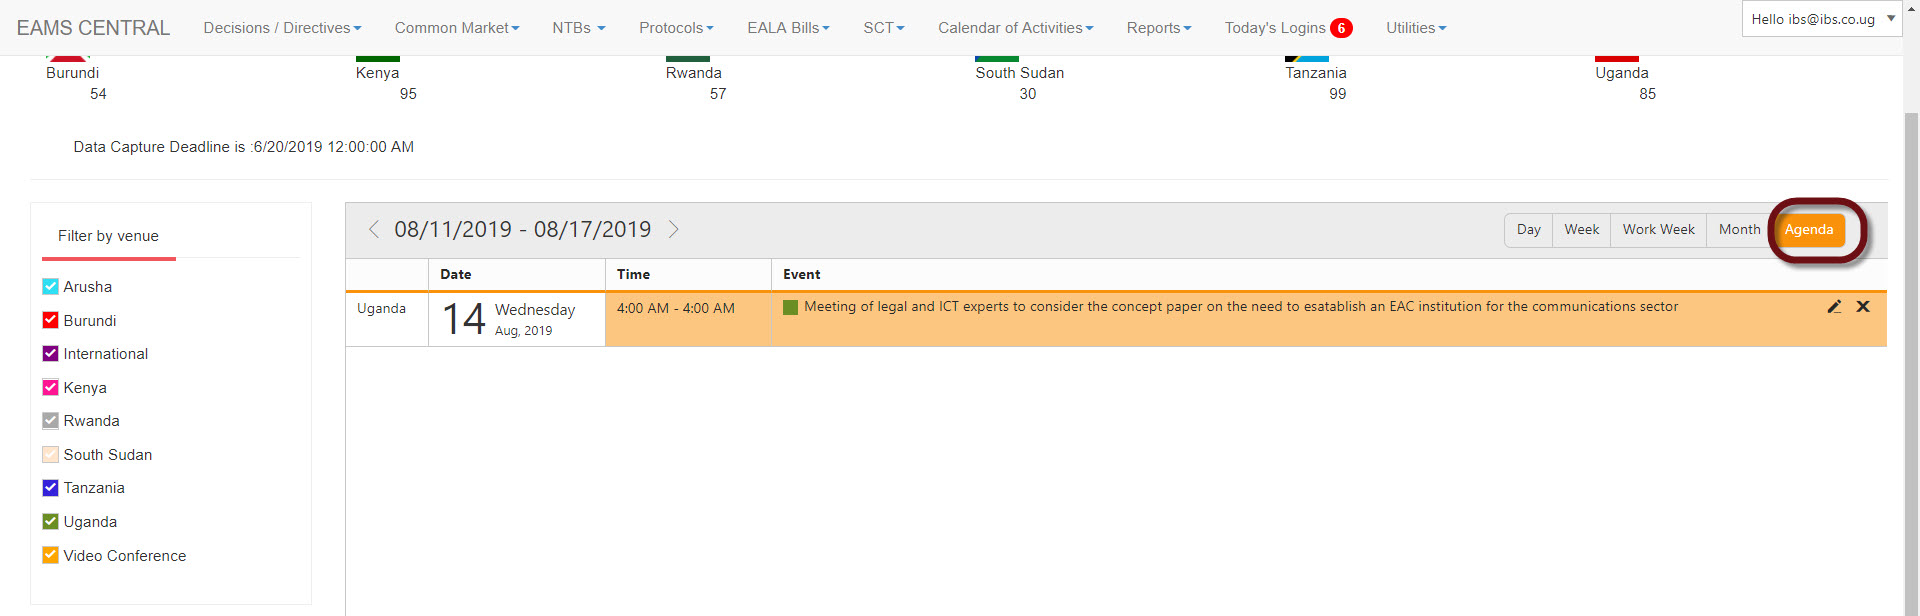 EAMS CENTRAL Decisions / Directives Common Market NTBs Protocols EALA Bills SCT Calendar of Activities Reports Today's Logins 6 Utilities Hello ibs@ibs.co.ug
Burundi Kenya Rwanda South Sudan Tanzania Uganda
54 95 57 30 99 85
Data Capture Deadline is :6/20/2019 12:00:00 AM
Filter by venue
Arusha
Burundi
International
Kenya
Rwanda
South Sudan
Tanzania
Uganda
Video Conference
08/11/2019 - 08/17/2019 Day Week Work Week Month Agenda
Date Time Event
Uganda 14 Wednesday 4:00 AM - 4:00 AM Meeting of legal and ICT experts to consider the concept paper on the need to esatablish an EAC institution for the communications sector
Aug, 2019